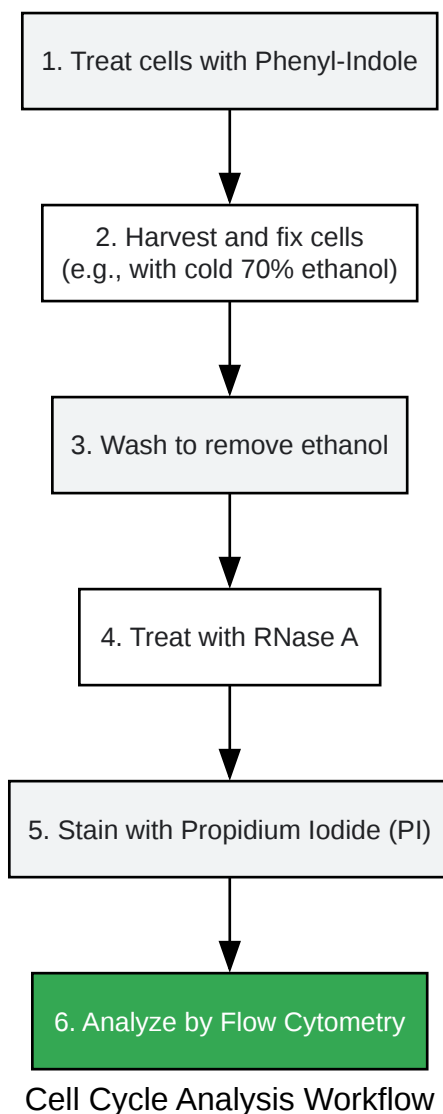 1. Treat cells with Phenyl-Indole
2. Harvest and fix cells
(e.g., with cold 70% ethanol)
3. Wash to remove ethanol
4. Treat with RNase A
5. Stain with Propidium Iodide (PI)
6. Analyze by Flow Cytometry
Cell Cycle Analysis Workflow